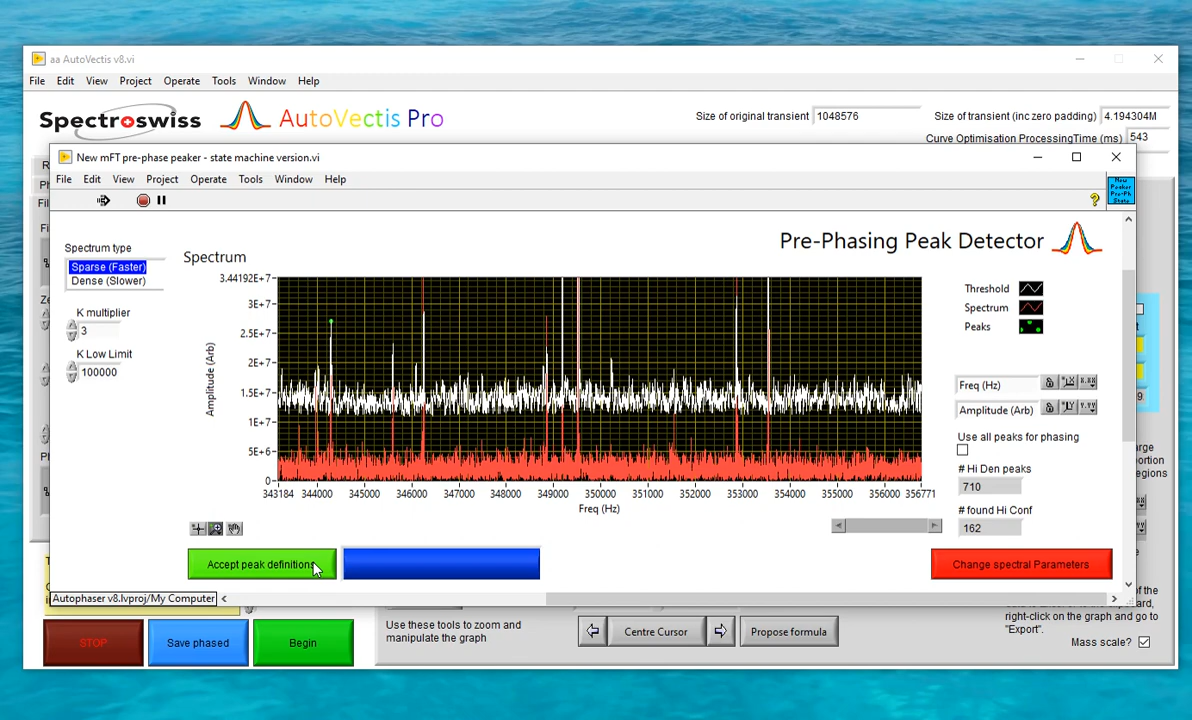 aa AutoVectis v8.vi
File Edit View Project Operate Tools Window Help
Spectroswiss
AutoVectis Pro
Size of original transient 1048576
Size of transient (inc zero padding) 4.194304M
Curve Optimisation ProcessingTime (ms) 543
New mFT pre-phase peaker - state machine version.vi
File Edit View Project Operate Tools Window Help
New
Peaker
Pre-Ph
State
Spectrum type
Sparse (Faster)
Dense (Slower)
K multiplier
3
K Low Limit
100000
Spectrum
Pre-Phasing Peak Detector
3.44192E+7
3E+7
2.5E+7
2E+7
1.5E+7
1E+7
5E+6
0
Amplitude (Arb)
343184 344000 345000 346000 347000 348000 349000 350000 351000 352000 353000 354000 355000 356000 356771
Freq (Hz)
Threshold
Spectrum
Peaks
Freq (Hz)
Amplitude (Arb)
Use all peaks for phasing
# Hi Den peaks
710
# found Hi Conf
162
Accept peak definitions
Change spectral Parameters
Autophaser v8.lvproj/My Computer
STOP
Save phased
Begin
Use these tools to zoom and
manipulate the graph
Centre Cursor
Propose formula
right-click on the graph and go to
"Export".
Mass scale?